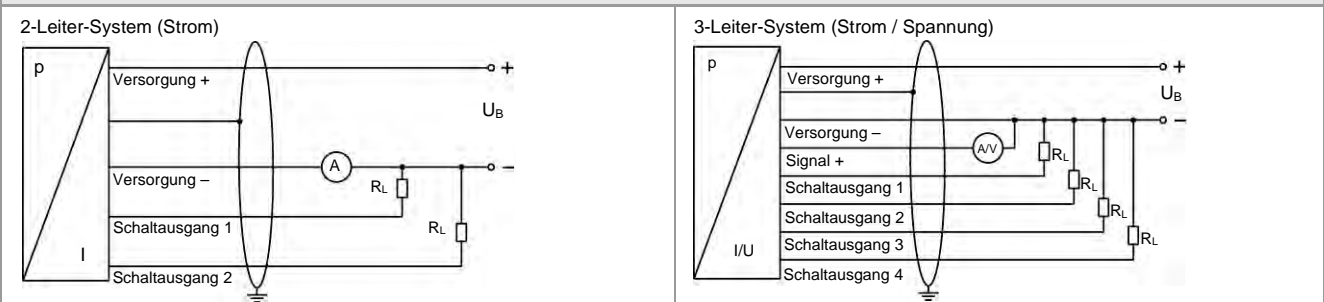 2-Leiter-System (Strom)
p
Versorgung +
+
UB
Versorgung –
A
–
RL
Schaltausgang 1
RL
I
Schaltausgang 2
3-Leiter-System (Strom / Spannung)
p
Versorgung +
+
UB
–
Versorgung –
A/V
Signal +
RL
Schaltausgang 1
RL
Schaltausgang 2
RL
Schaltausgang 3
RL
I/U
Schaltausgang 4